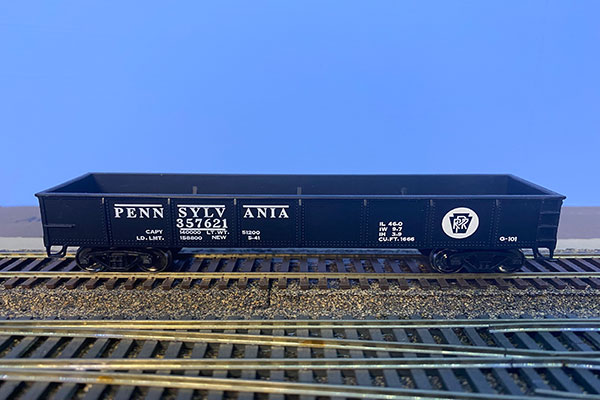 PENN SYLV ANIA
357621
CAPY 140000 LT. WT. 51200
LD. LMT. 158800 NEW 5-41
IL 46.0
IW 9.7
IH 3.9
CU. FT. 1666
PRR
G-101